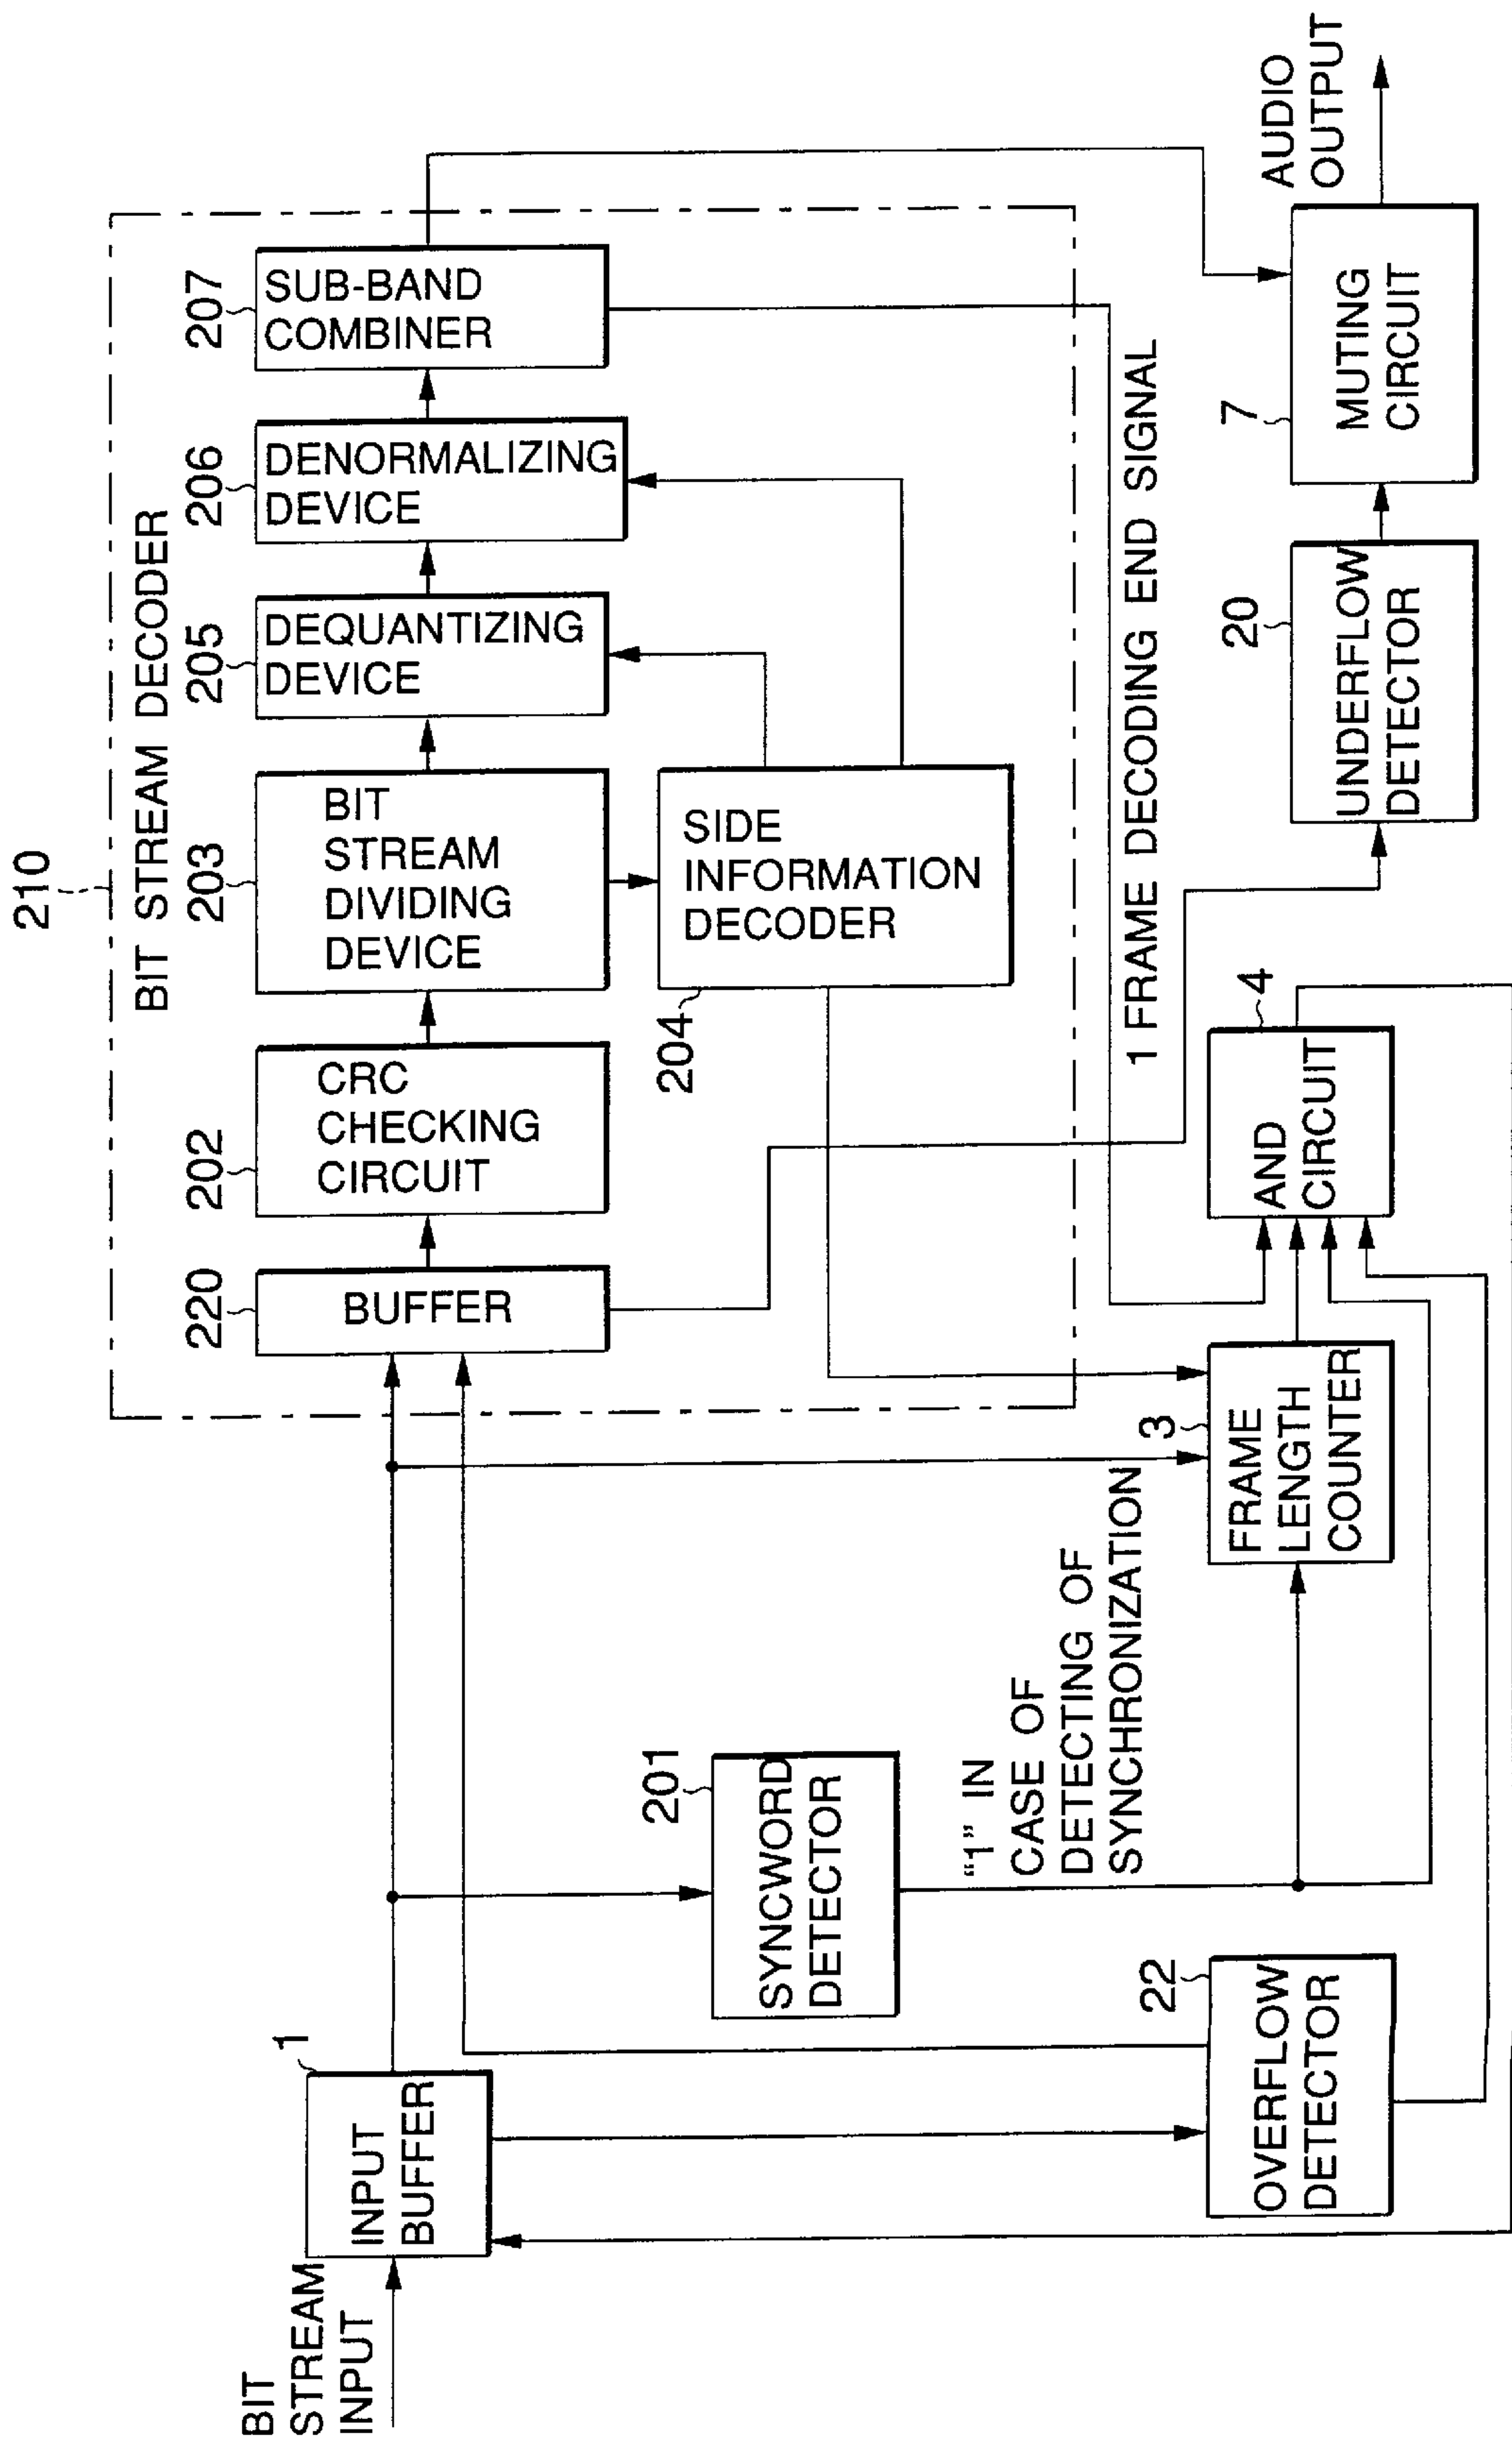 210
BIT STREAM DECODER
220
BUFFER
202
CRC
CHECKING
CIRCUIT
203
BIT
STREAM
DIVIDING
DEVICE
205
DEQUANTIZING
DEVICE
206
DENORMALIZING
DEVICE
207
SUB-BAND
COMBINER
204
SIDE
INFORMATION
DECODER
BIT
STREAM
INPUT
1
INPUT
BUFFER
201
SYNCWORD
DETECTOR
“1” IN
CASE OF
DETECTING OF
SYNCHRONIZATION
22
OVERFLOW
DETECTOR
3
FRAME
LENGTH
COUNTER
4
AND
CIRCUIT
1 FRAME DECODING END SIGNAL
20
UNDERFLOW
DETECTOR
7
MUTING
CIRCUIT
AUDIO
OUTPUT